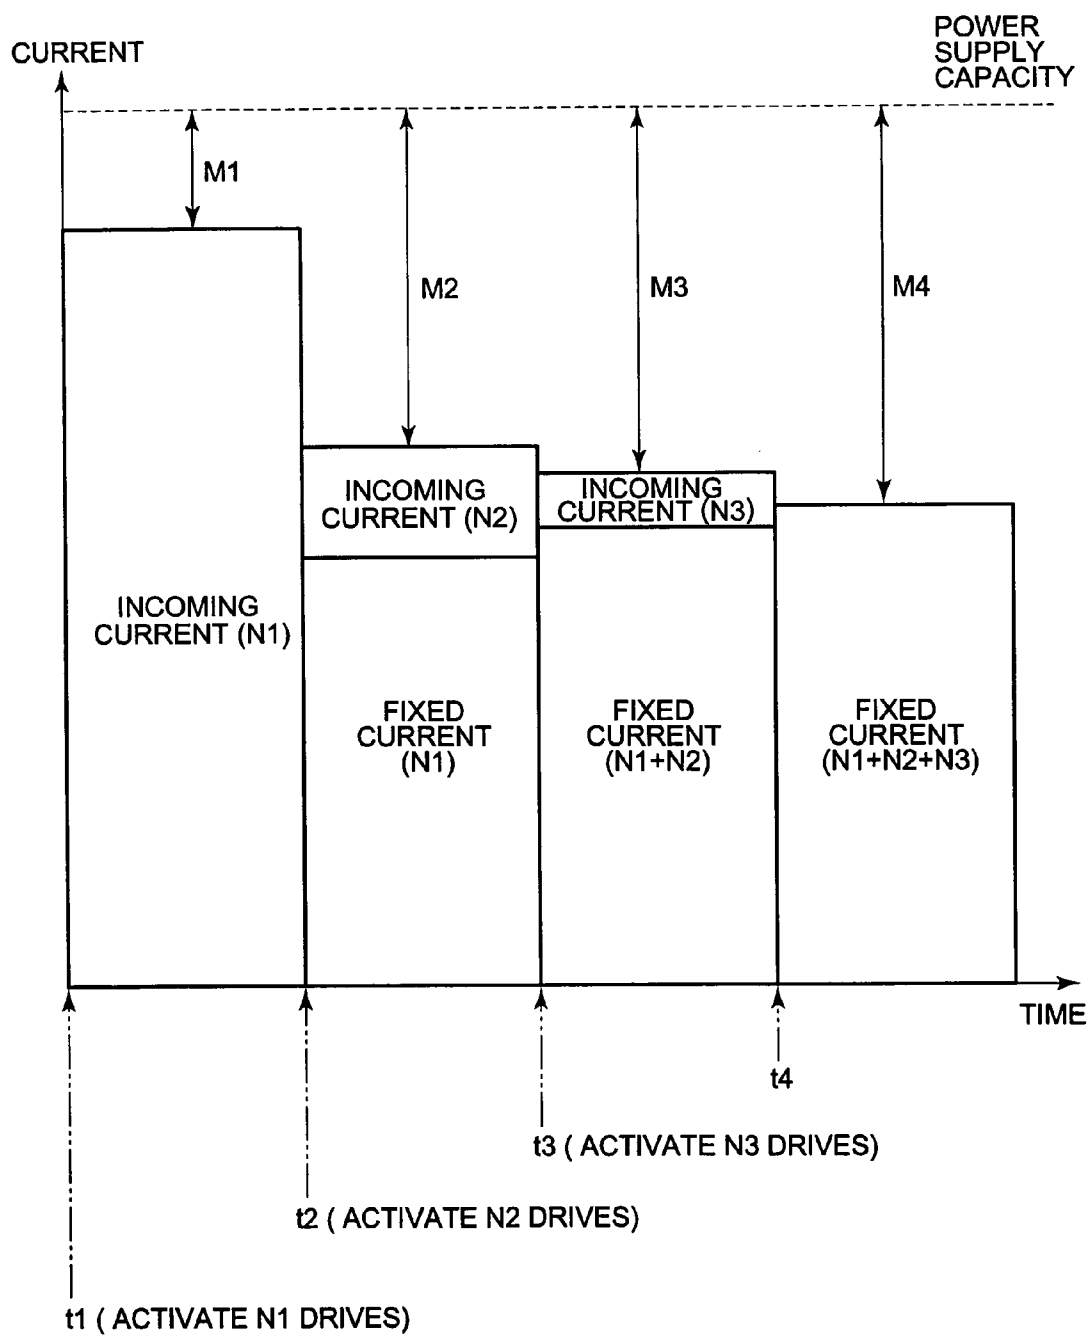 POWER
SUPPLY
CAPACITY
CURRENT
M1
M2
M3
M4
INCOMING
CURRENT (N1)
INCOMING
CURRENT (N2)
INCOMING
CURRENT (N3)
FIXED
CURRENT
(N1)
FIXED
CURRENT
(N1+N2)
FIXED
CURRENT
(N1+N2+N3)
TIME
t4
t3 ( ACTIVATE N3 DRIVES)
t2 ( ACTIVATE N2 DRIVES)
t1 ( ACTIVATE N1 DRIVES)